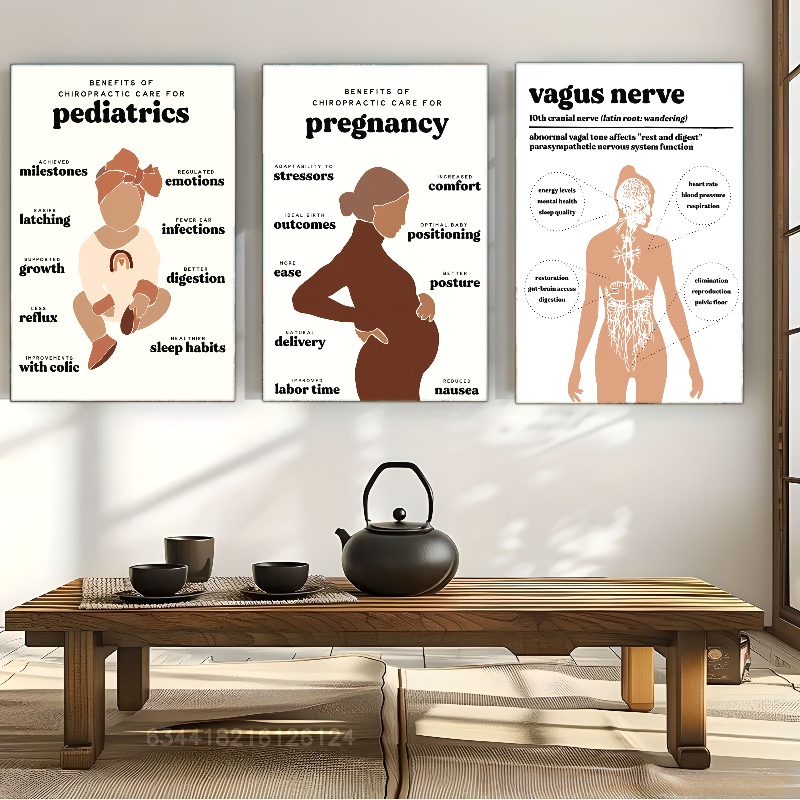 BENEFITS OF
CHIROPRACTIC CARE FOR
pediatrics
ACHIEVED
milestones
REGULATED
emotions
EASIER
latching
FEWER EAR
infections
SUPPORTED
growth
BETTER
digestion
LESS
reflux
HEALTHIER
sleep habits
IMPROVEMENTS
with colic
BENEFITS OF
CHIROPRACTIC CARE FOR
pregnancy
ADAPTABILITY TO
stressors
INCREASED
comfort
IDEAL BIRTH
outcomes
OPTIMAL BABY
positioning
MORE
ease
BETTER
posture
NATURAL
delivery
IMPROVED
labor time
REDUCED
nausea
vagus nerve
10th cranial nerve (latin root: wandering)
abnormal vagal tone affects "rest and digest"
parasympathetic nervous system function
energy levels
mental health
sleep quality
heart rate
blood pressure
respiration
restoration
gut-brain access
digestion
elimination
reproduction
pelvic floor
634418216126124